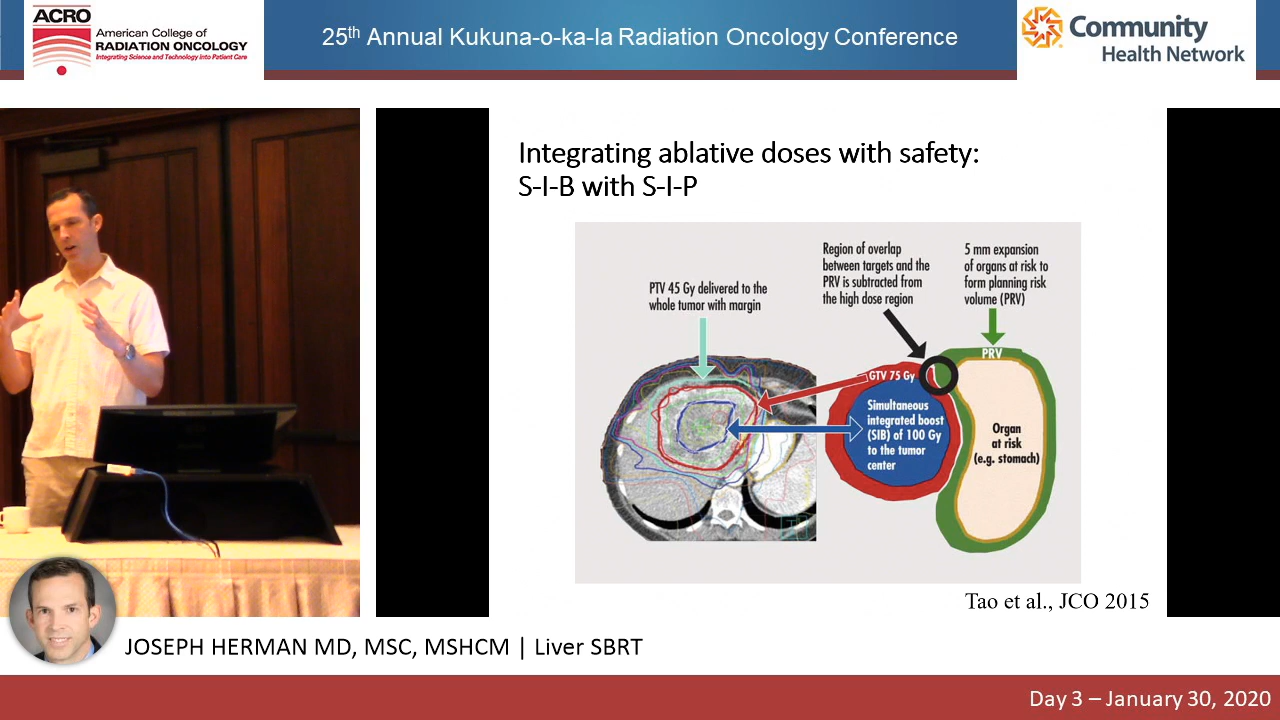 ACRO
American College of
RADIATION ONCOLOGY
Integrating Science and Technology into Patient Care
25th Annual Kukuna-o-ka-la Radiation Oncology Conference
Community
Health Network
Integrating ablative doses with safety:
S-I-B with S-I-P
PTV 45 Gy delivered to the
whole tumor with margin
Region of overlap
between targets and the
PRV is subtracted from
the high dose region
5 mm expansion
of organs at risk to
form planning risk
volume (PRV)
PRV
GTV 75 Gy
Simultaneous
integrated boost
(SIB) of 100 Gy
to the tumor
center
Organ
at risk
(e.g. stomach)
Tao et al., JCO 2015
JOSEPH HERMAN MD, MSC, MSHCM | Liver SBRT
Day 3 – January 30, 2020